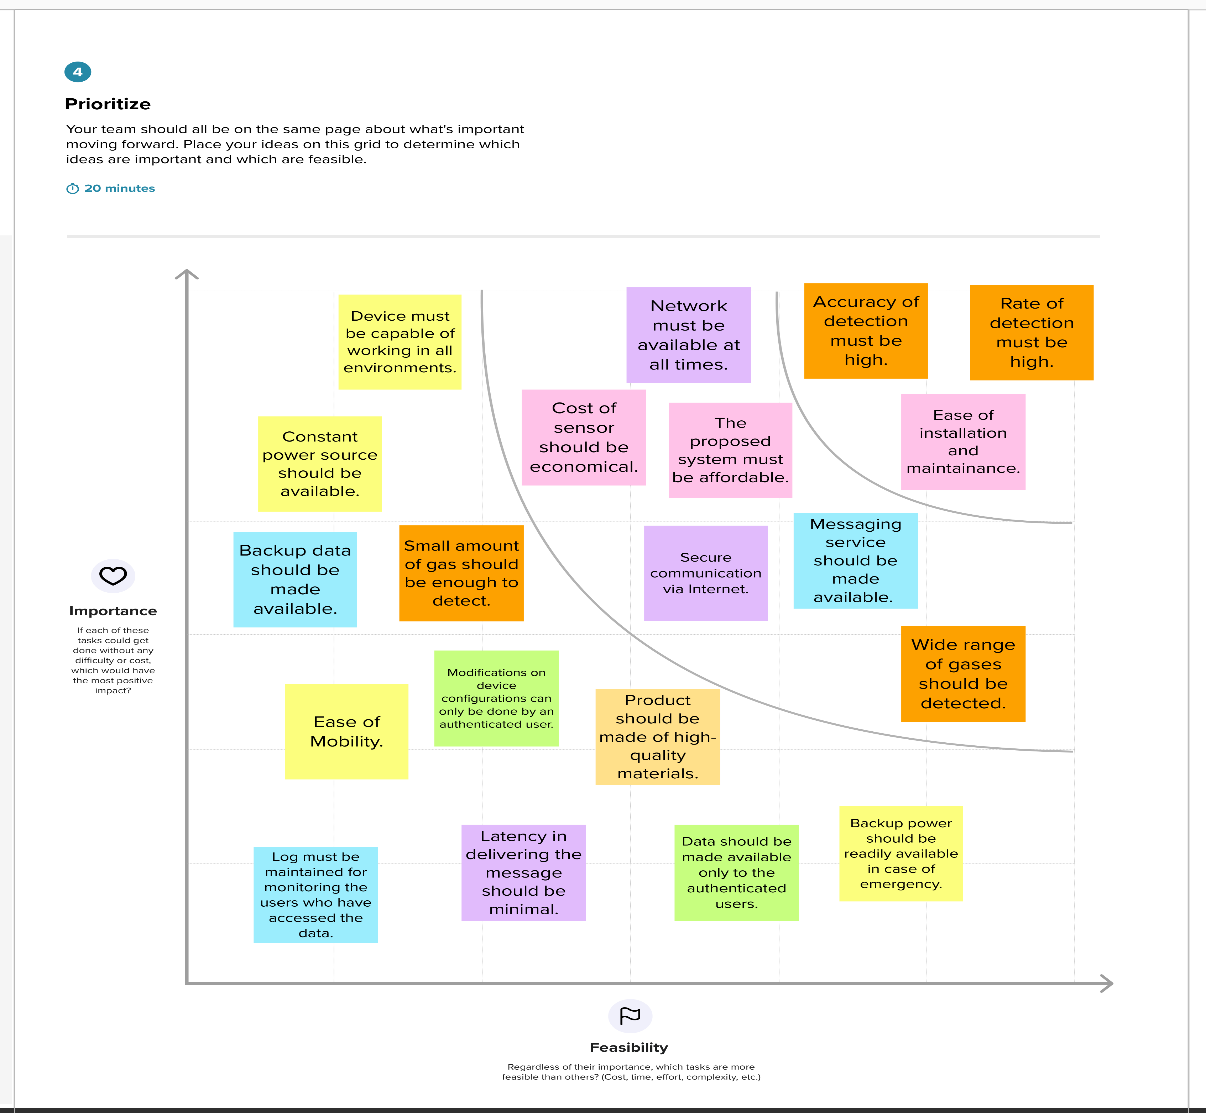 4
Prioritize
Your team should all be on the same page about what's important
moving forward. Place your ideas on this grid to determine which
ideas are important and which are feasible.
20 minutes
Device must
be capable of
working in all
environments.
Network
must be
available at
all times.
Accuracy of
detection
must be
high.
Rate of
detection
must be
high.
Constant
power source
should be
available.
Cost of
sensor
should be
economical.
The
proposed
system must
be affordable.
Ease of
installation
and
maintainance.
Backup data
should be
made
available.
Small amount
of gas should
be enough to
detect.
Secure
communication
via Internet.
Messaging
service
should be
made
available.
Importance
If each of these
tasks could get
done without any
difficulty or cost,
which would have
the most positive
impact?
Ease of
Mobility.
Modifications on
device
configurations can
only be done by an
authenticated user.
Product
should be
made of high-
quality
materials.
Wide range
of gases
should be
detected.
Log must be
maintained for
monitoring the
users who have
accessed the
data.
Latency in
delivering the
message
should be
minimal.
Data should be
made available
only to the
authenticated
users.
Backup power
should be
readily available
in case of
emergency.
Feasibility
Regardless of their importance, which tasks are more
feasible than others? (Cost, time, effort, complexity, etc.)